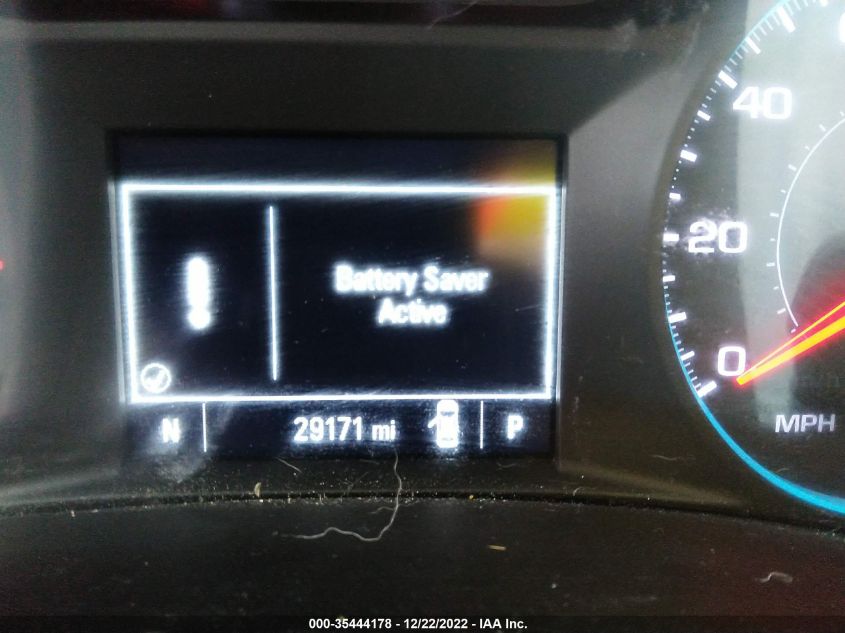 Battery Saver
Active
N
29171 mi
P
40
20
0
MPH
000-35444178 - 12/22/2022 - IAA Inc.